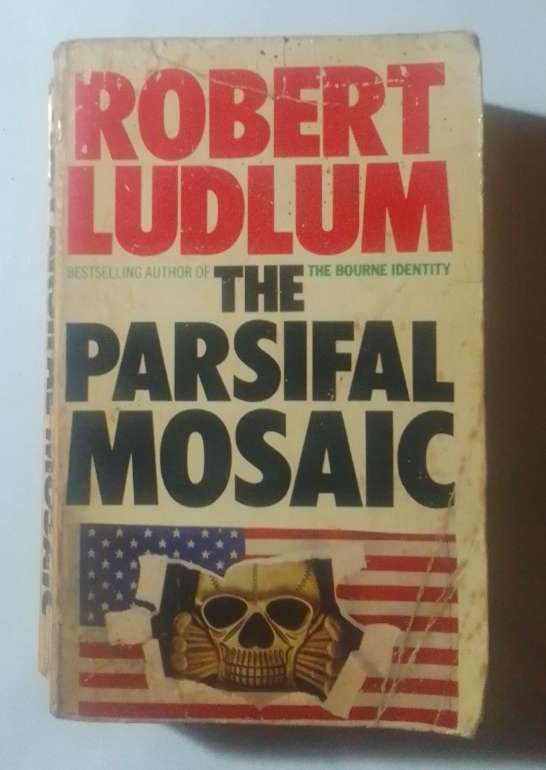 ROBERT
LUDLUM
BESTSELLING AUTHOR OF THE BOURNE IDENTITY
THE
PARSIFAL
MOSAIC